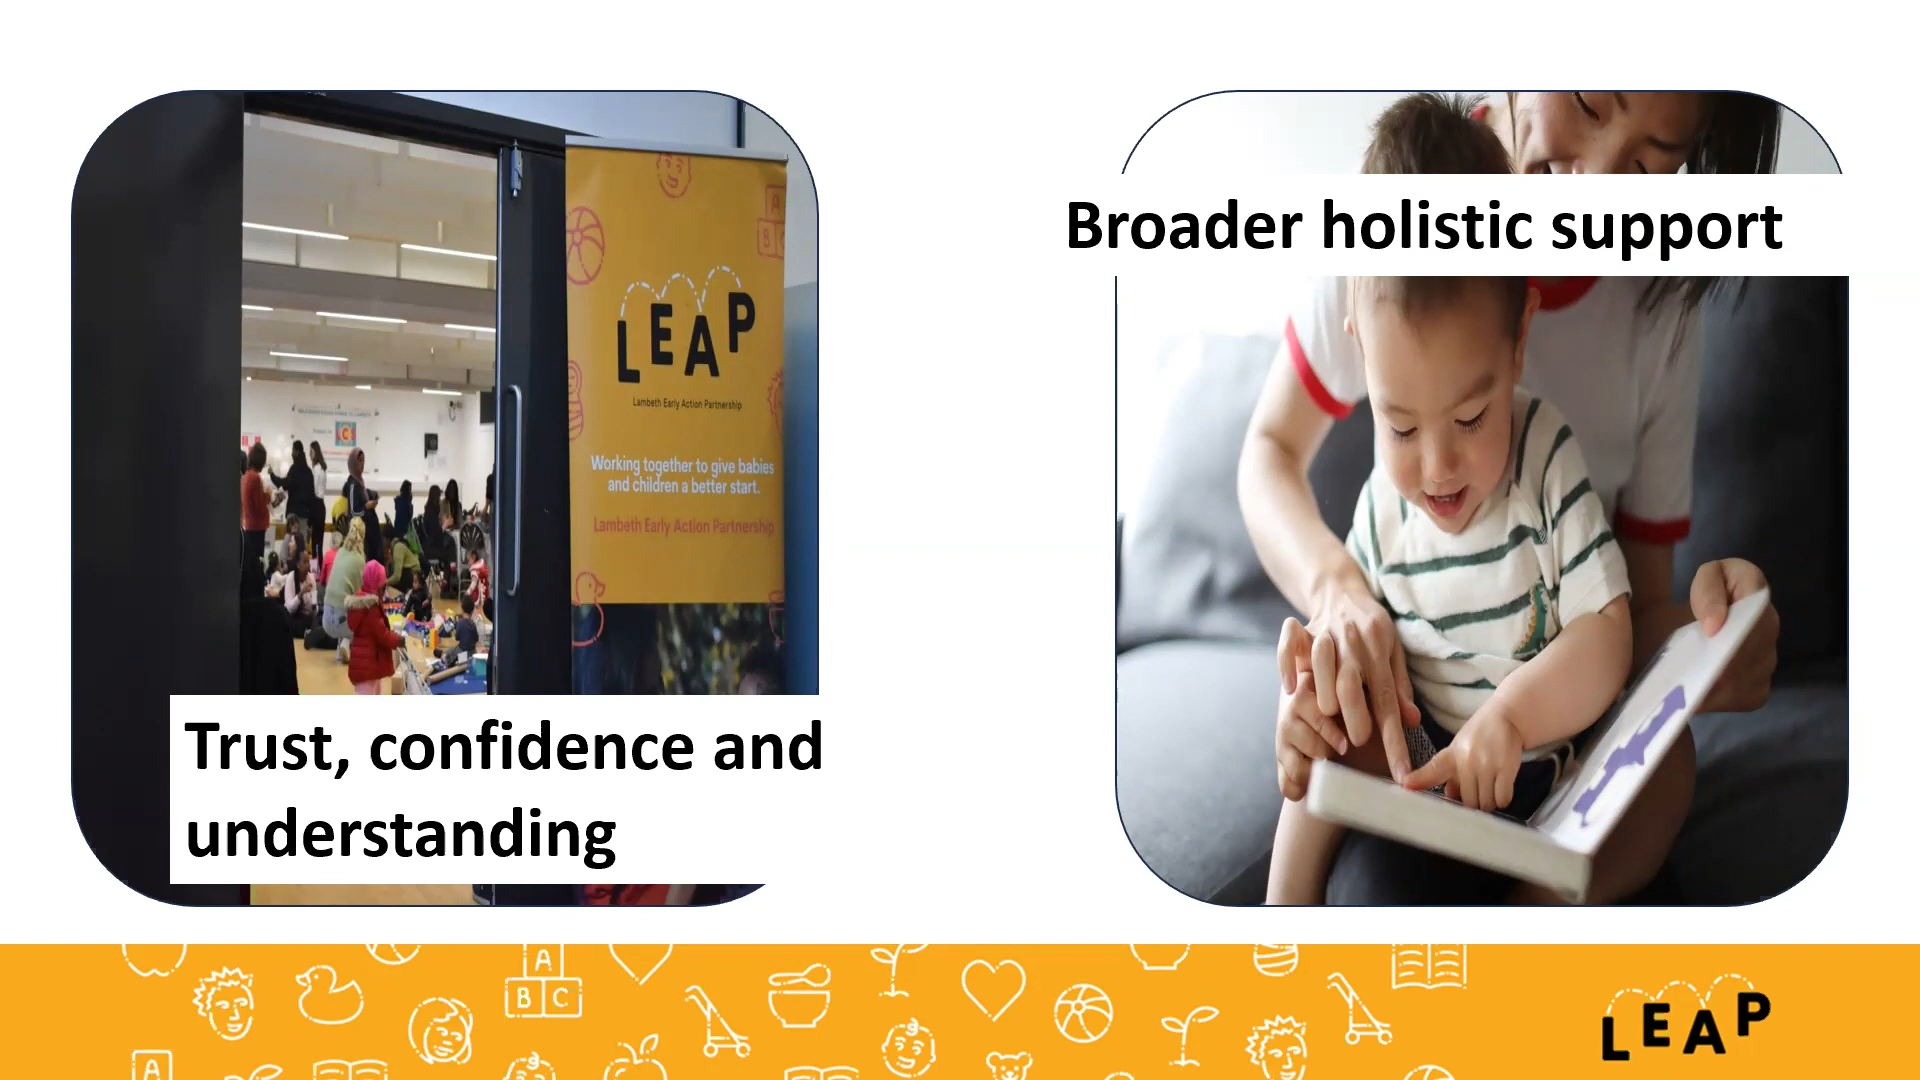 LEAP
Lambeth Early Action Partnership
Working together to give babies
and children a better start.
Lambeth Early Action Partnership
A
B C
Trust, confidence and
understanding
Broader holistic support
A
B C
A
LEAP